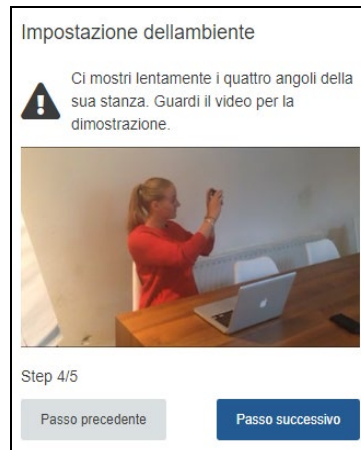 Impostazione dellambiente
Ci mostri lentamente i quattro angoli della
sua stanza. Guardi il video per la
dimostrazione.
Step 4/5
Passo precedente
Passo successivo